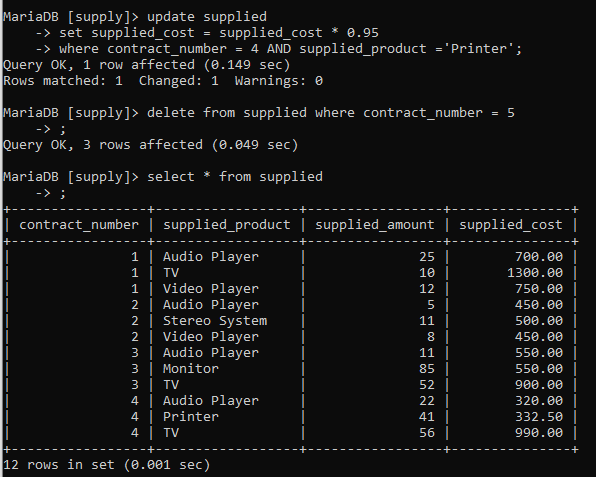 MariaDB [supply]> update supplied
    -> set supplied_cost = supplied_cost * 0.95
    -> where contract_number = 4 AND supplied_product ='Printer';
Query OK, 1 row affected (0.149 sec)
Rows matched: 1  Changed: 1  Warnings: 0

MariaDB [supply]> delete from supplied where contract_number = 5
    -> ;
Query OK, 3 rows affected (0.049 sec)

MariaDB [supply]> select * from supplied
    -> ;
+-----------------+------------------+-----------------+---------------+
| contract_number | supplied_product | supplied_amount | supplied_cost |
+-----------------+------------------+-----------------+---------------+
|               1 | Audio Player     |              25 |        700.00 |
|               1 | TV               |              10 |       1300.00 |
|               1 | Video Player     |              12 |        750.00 |
|               2 | Audio Player     |               5 |        450.00 |
|               2 | Stereo System    |              11 |        500.00 |
|               2 | Video Player     |               8 |        450.00 |
|               3 | Audio Player     |              11 |        550.00 |
|               3 | Monitor          |              85 |        550.00 |
|               3 | TV               |              52 |        900.00 |
|               4 | Audio Player     |              22 |        320.00 |
|               4 | Printer          |              41 |        332.50 |
|               4 | TV               |              56 |        990.00 |
+-----------------+------------------+-----------------+---------------+
12 rows in set (0.001 sec)